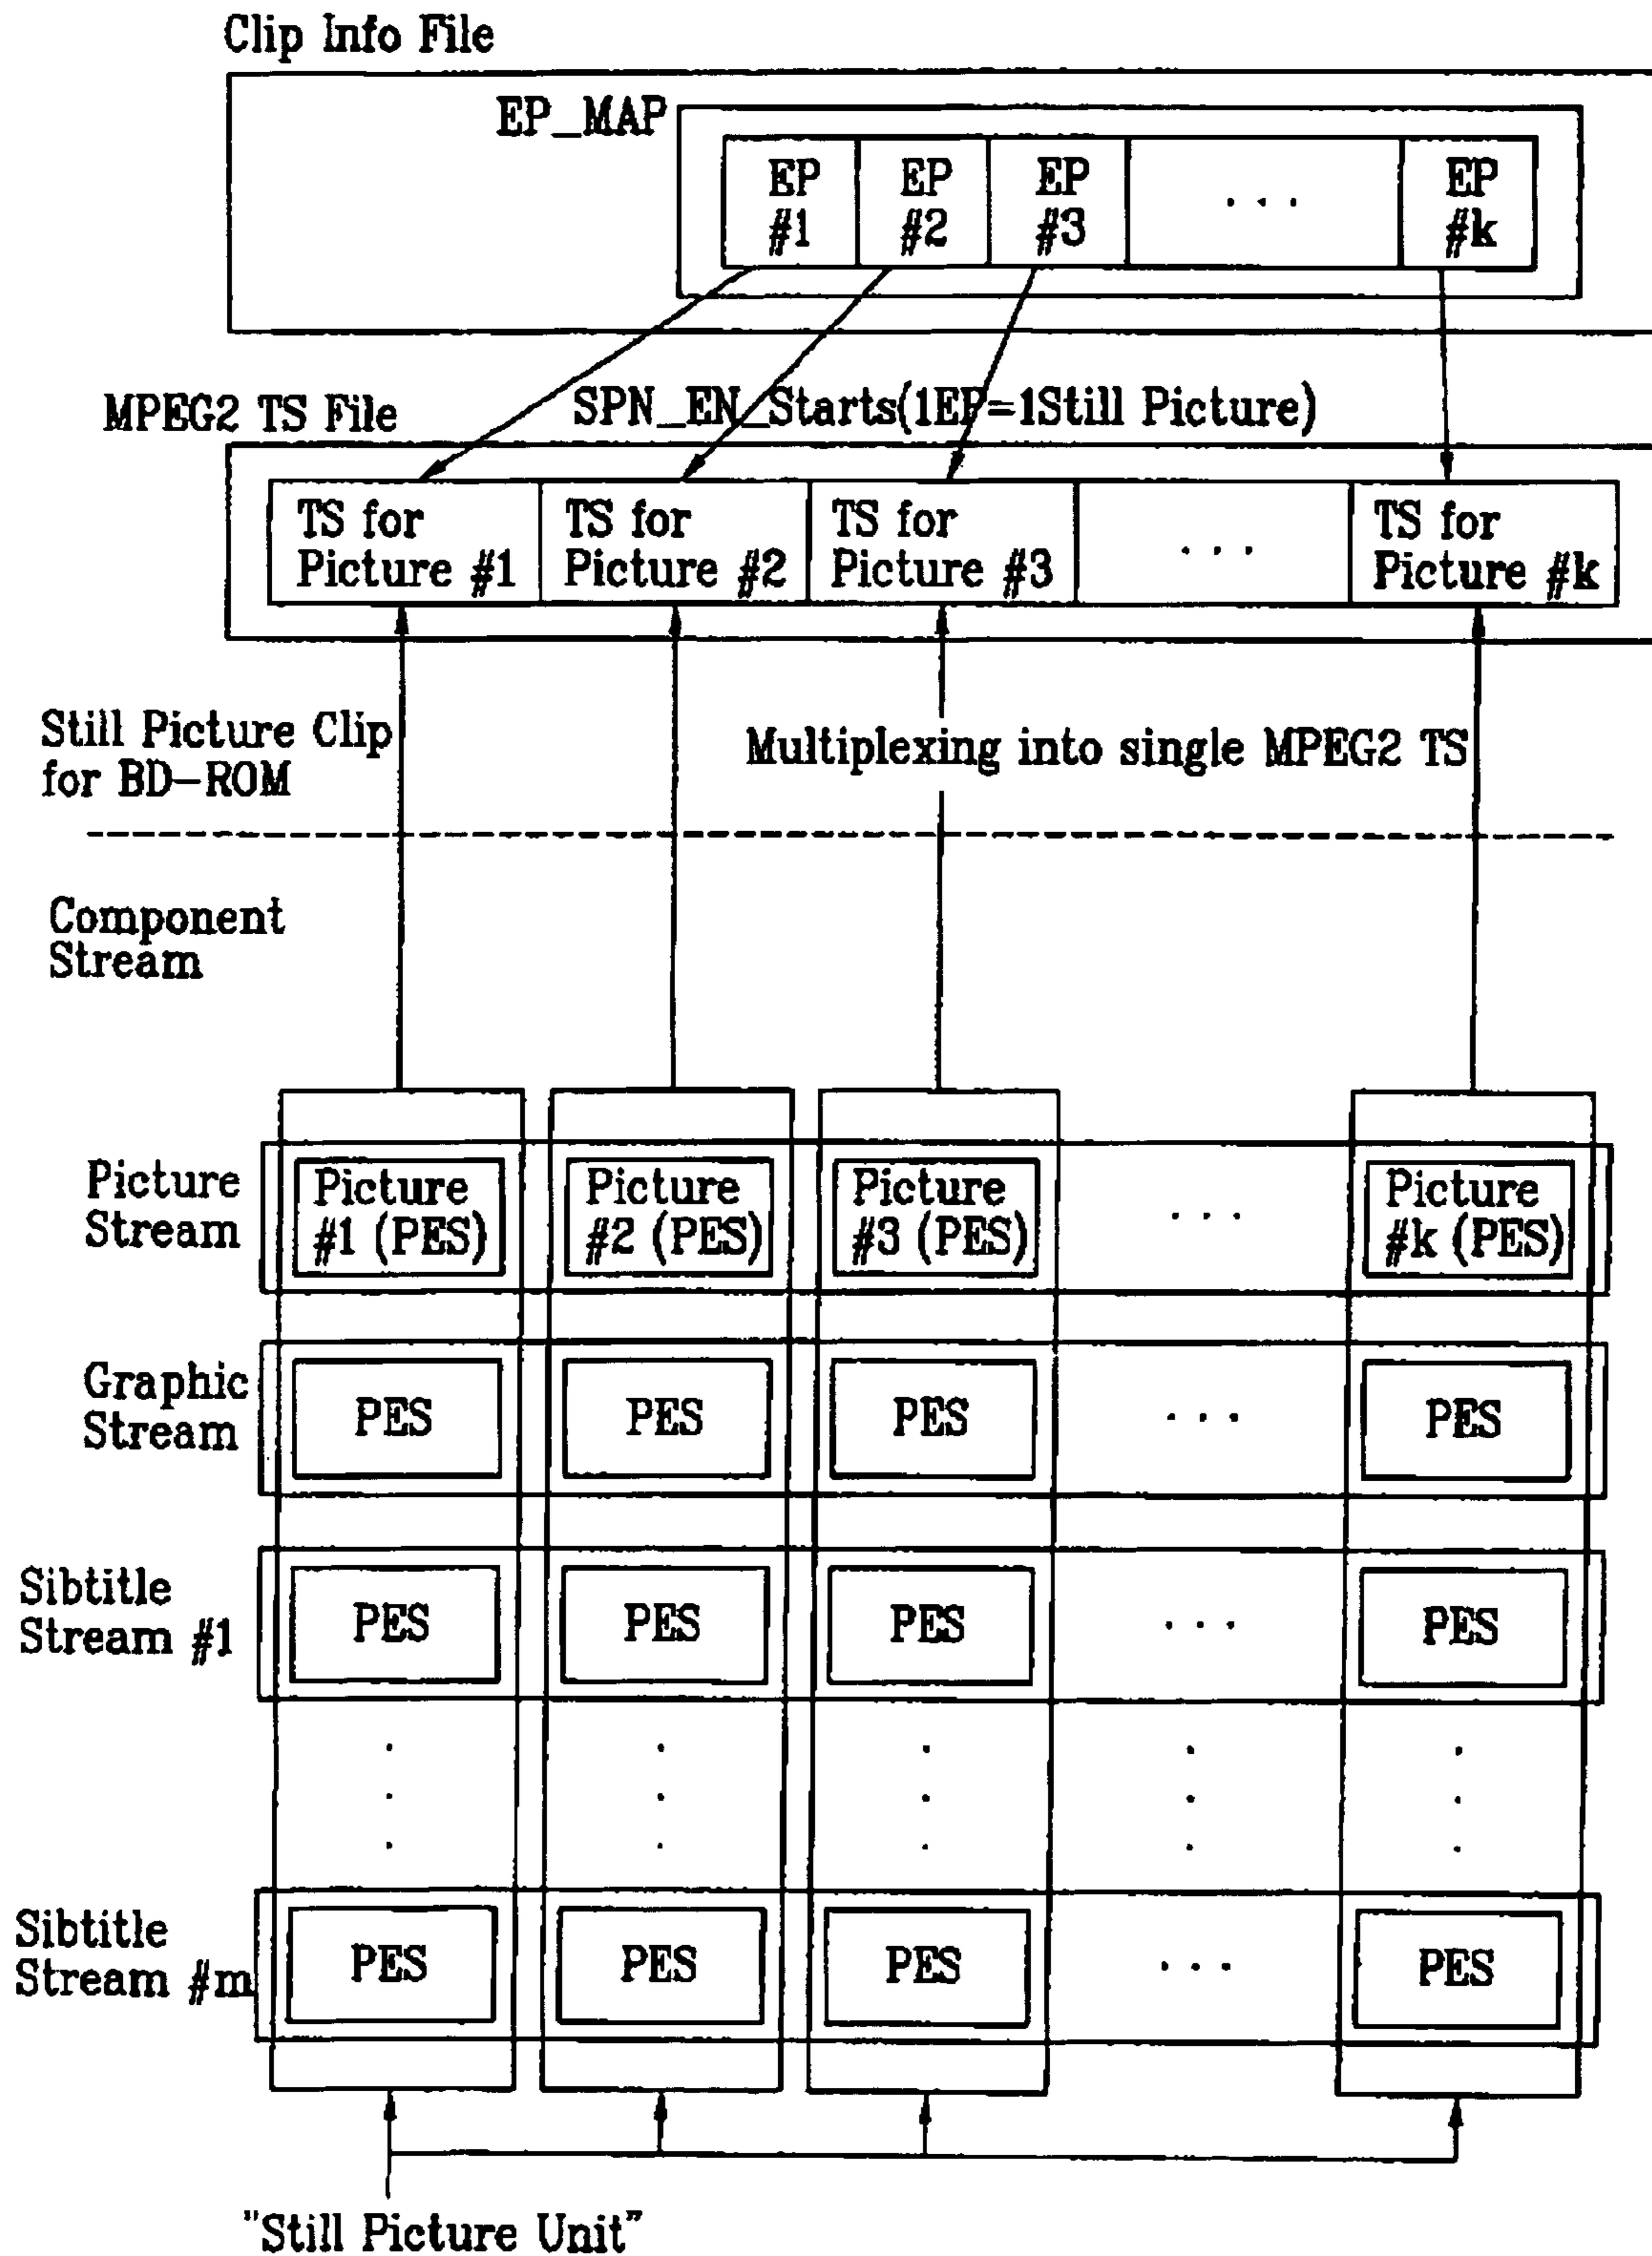 Clip Info File
EP_MAP
EP #1
EP #2
EP #3
. . .
EP #k
MPEG2 TS File
SPN_EN_Starts(1EP=1Still Picture)
TS for Picture #1
TS for Picture #2
TS for Picture #3
. . .
TS for Picture #k
Still Picture Clip
for BD-ROM
Multiplexing into single MPEG2 TS
Component
Stream
Picture
Stream
Picture #1 (PES)
Picture #2 (PES)
Picture #3 (PES)
. . .
Picture #k (PES)
Graphic
Stream
PES
PES
PES
. . .
PES
Sibtitle
Stream #1
PES
PES
PES
. . .
PES
Sibtitle
Stream #m
PES
PES
PES
. . .
PES
"Still Picture Unit"